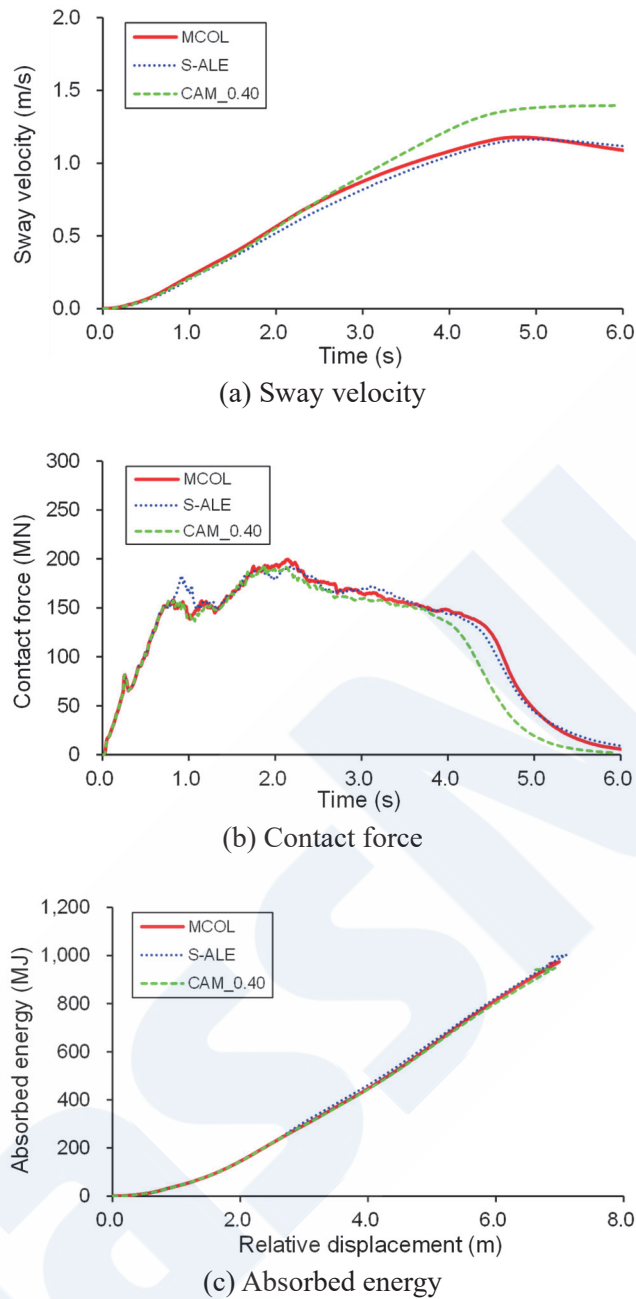 2.0
1.5
1.0
0.5
0.0
Sway velocity (m/s)
MCOL
S-ALE
CAM_0.40
0.0 1.0 2.0 3.0 4.0 5.0 6.0
Time (s)
(a) Sway velocity
300
250
200
150
100
50
0
Contact force (MN)
MCOL
S-ALE
CAM_0.40
0.0 1.0 2.0 3.0 4.0 5.0 6.0
Time (s)
(b) Contact force
1,200
1,000
800
600
400
200
0
Absorbed energy (MJ)
MCOL
S-ALE
CAM_0.40
0.0 2.0 4.0 6.0 8.0
Relative displacement (m)
(c) Absorbed energy